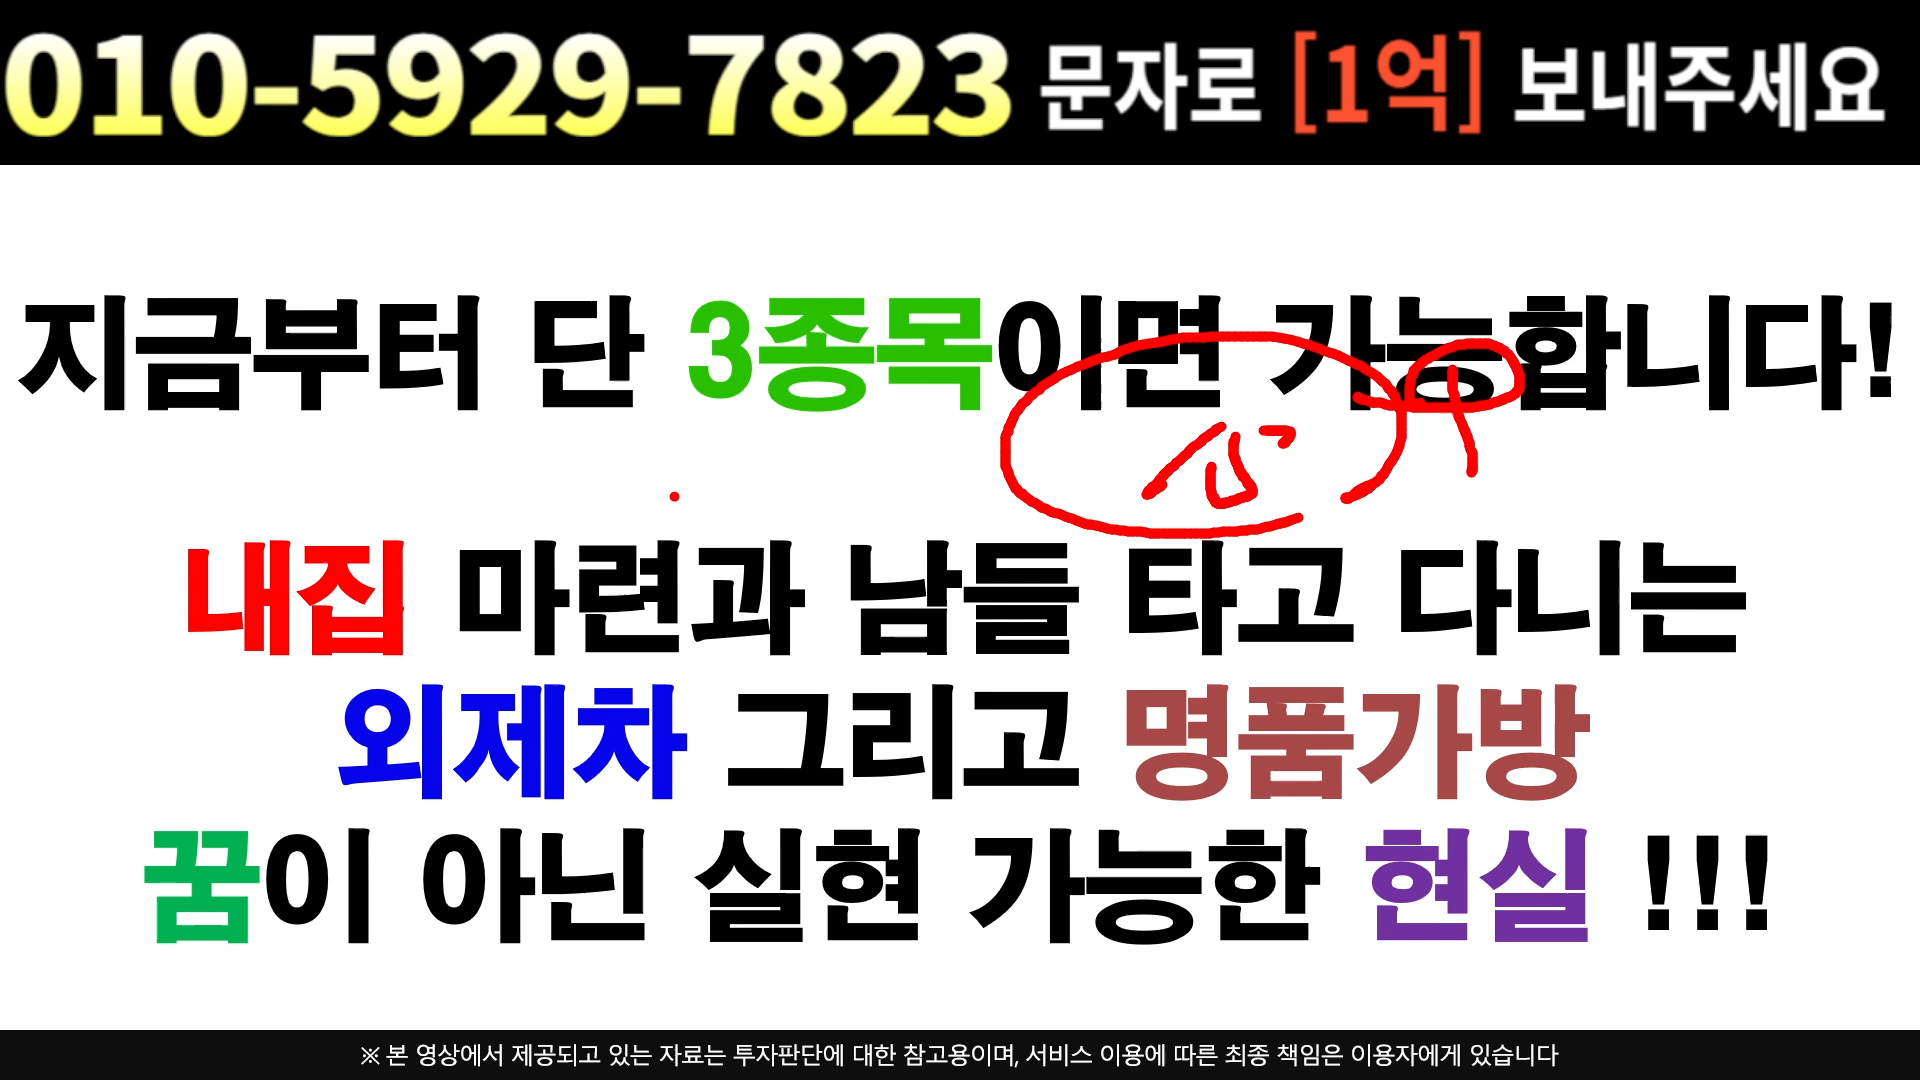 010-5929-7823 문자로 [1억] 보내주세요
지금부터 단 3종목이면 가능합니다!
내집 마련과 남들 타고 다니는
외제차 그리고 명품가방
꿈이 아닌 실현 가능한 현실 !!!
※ 본 영상에서 제공되고 있는 자료는 투자판단에 대한 참고용이며, 서비스 이용에 따른 최종 책임은 이용자에게 있습니다